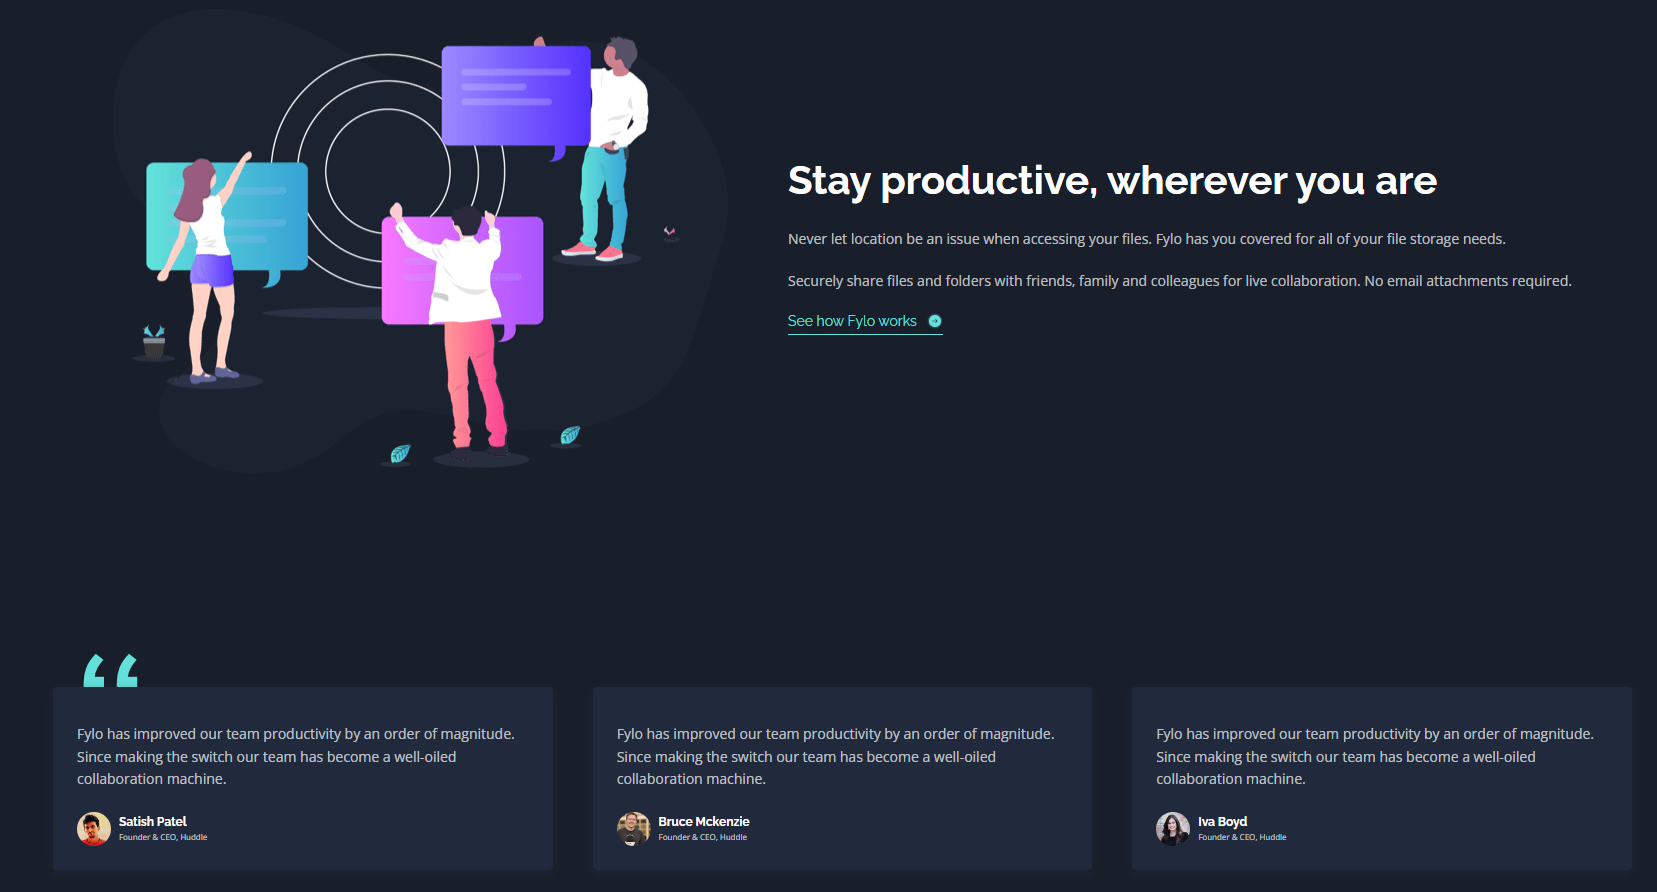 Stay productive, wherever you are
Never let location be an issue when accessing your files. Fylo has you covered for all of your file storage needs.
Securely share files and folders with friends, family and colleagues for live collaboration. No email attachments required.
See how Fylo works
“
Fylo has improved our team productivity by an order of magnitude.
Since making the switch our team has become a well-oiled
collaboration machine.
Satish Patel
Founder & CEO, Huddle
Fylo has improved our team productivity by an order of magnitude.
Since making the switch our team has become a well-oiled
collaboration machine.
Bruce Mckenzie
Founder & CEO, Huddle
Fylo has improved our team productivity by an order of magnitude.
Since making the switch our team has become a well-oiled
collaboration machine.
Iva Boyd
Founder & CEO, Huddle